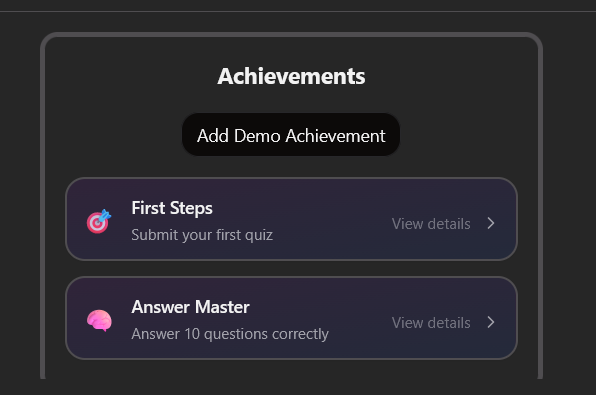 Achievements
Add Demo Achievement
First Steps
Submit your first quiz
View details
Answer Master
Answer 10 questions correctly
View details